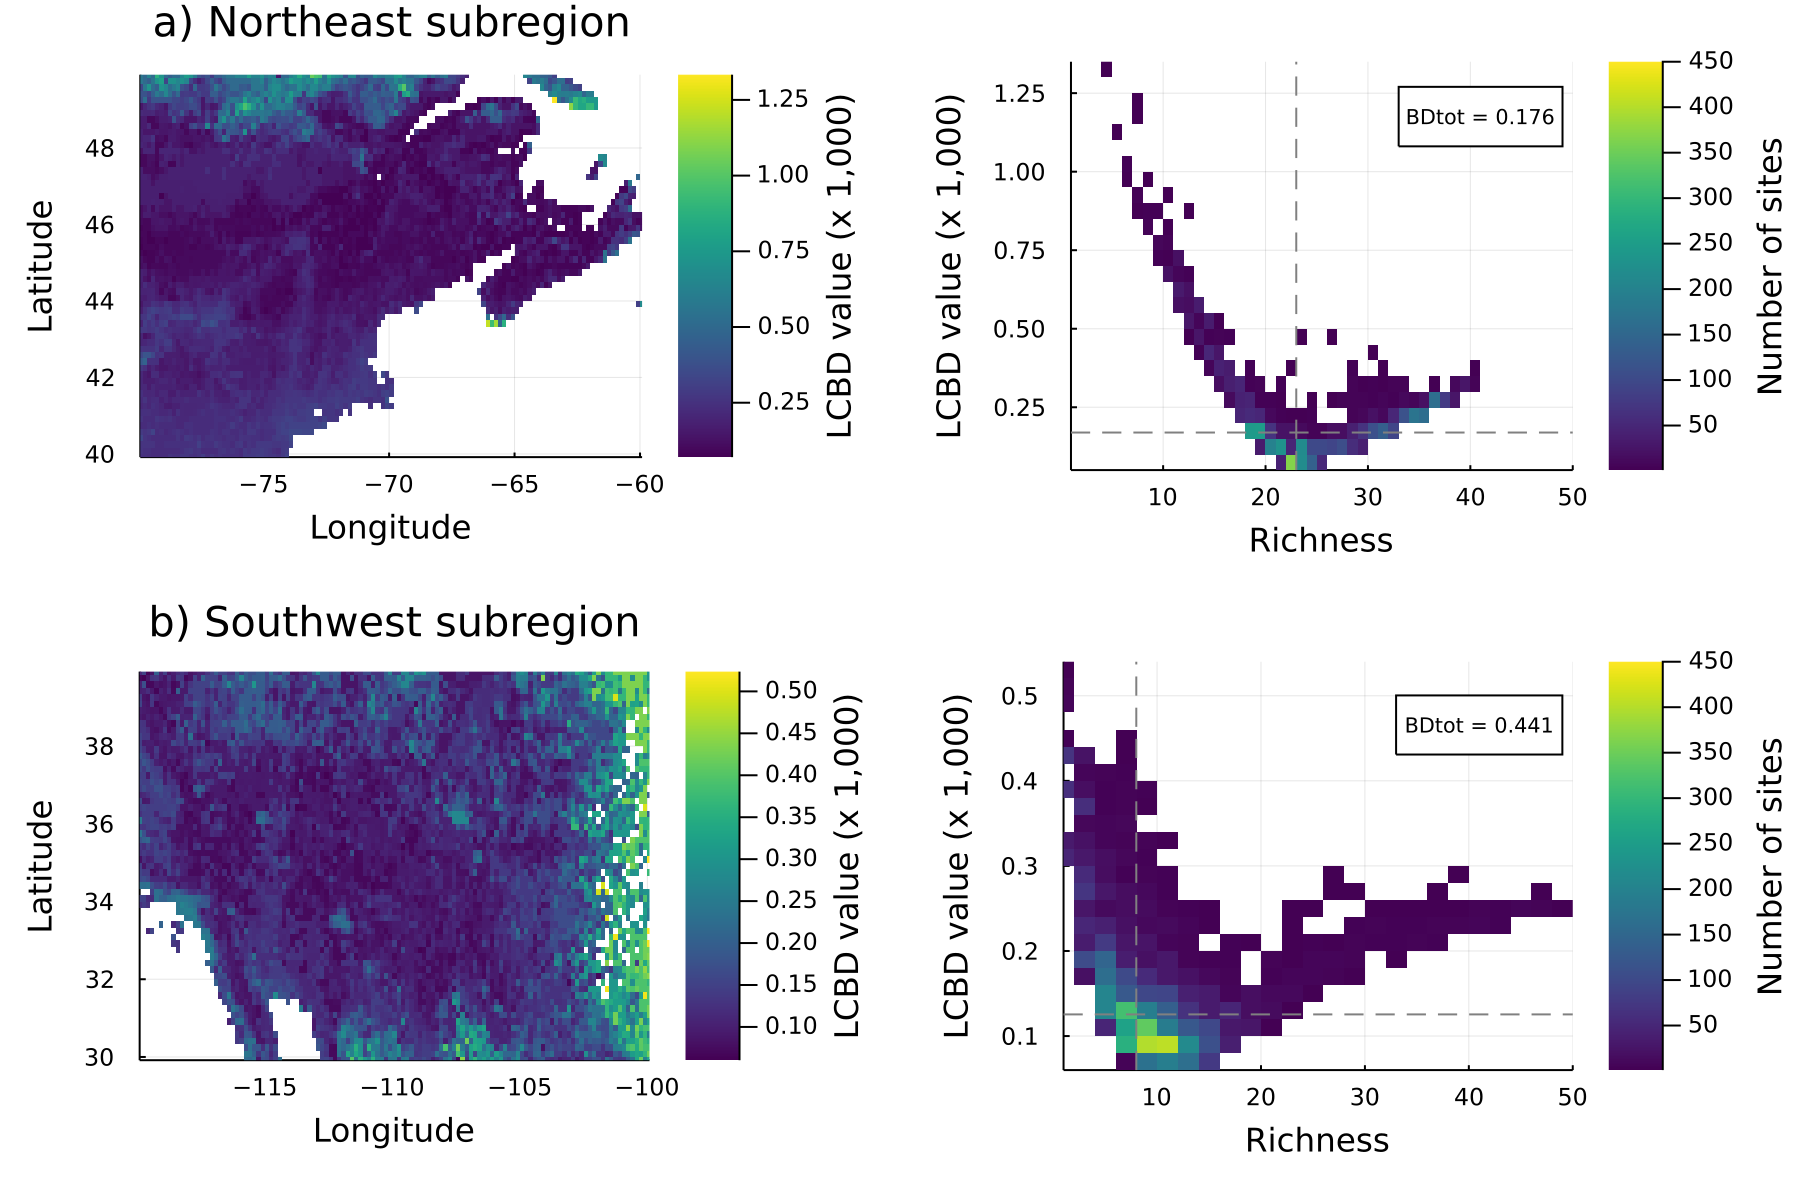 a) Northeast subregion
Latitude
48
46
44
42
40
−75 −70 −65 −60
Longitude
1.25
1.00
0.75
0.50
0.25
LCBD value (x 1,000)
LCBD value (x 1,000)
1.25
1.00
0.75
0.50
0.25
10 20 30 40 50
Richness
BDtot = 0.176
450
400
350
300
250
200
150
100
50
Number of sites
b) Southwest subregion
Latitude
38
36
34
32
30
−115 −110 −105 −100
Longitude
0.50
0.45
0.40
0.35
0.30
0.25
0.20
0.15
0.10
LCBD value (x 1,000)
LCBD value (x 1,000)
0.5
0.4
0.3
0.2
0.1
10 20 30 40 50
Richness
BDtot = 0.441
450
400
350
300
250
200
150
100
50
Number of sites